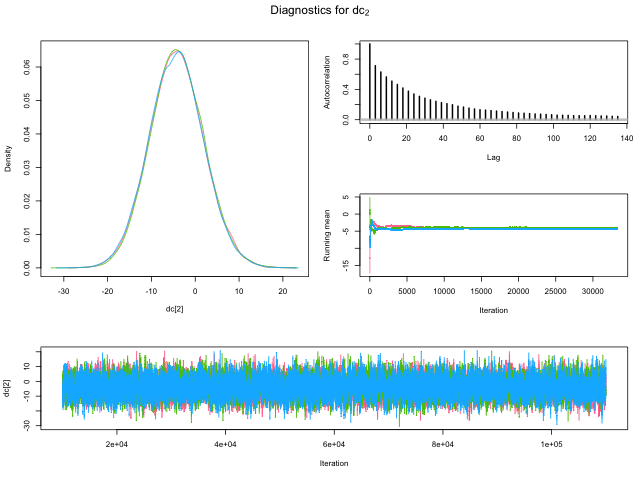 Diagnostics for dc2
Density
0.00 0.01 0.02 0.03 0.04 0.05 0.06
-30 -20 -10 0 10 20
dc[2]
Autocorrelation
0.0 0.4 0.8
0 20 40 60 80 100 120 140
Lag
Running mean
-15 -5 0 5
0 5000 10000 15000 20000 25000 30000
Iteration
dc[2]
-30 -10 0 10
2e+04 4e+04 6e+04 8e+04 1e+05
Iteration